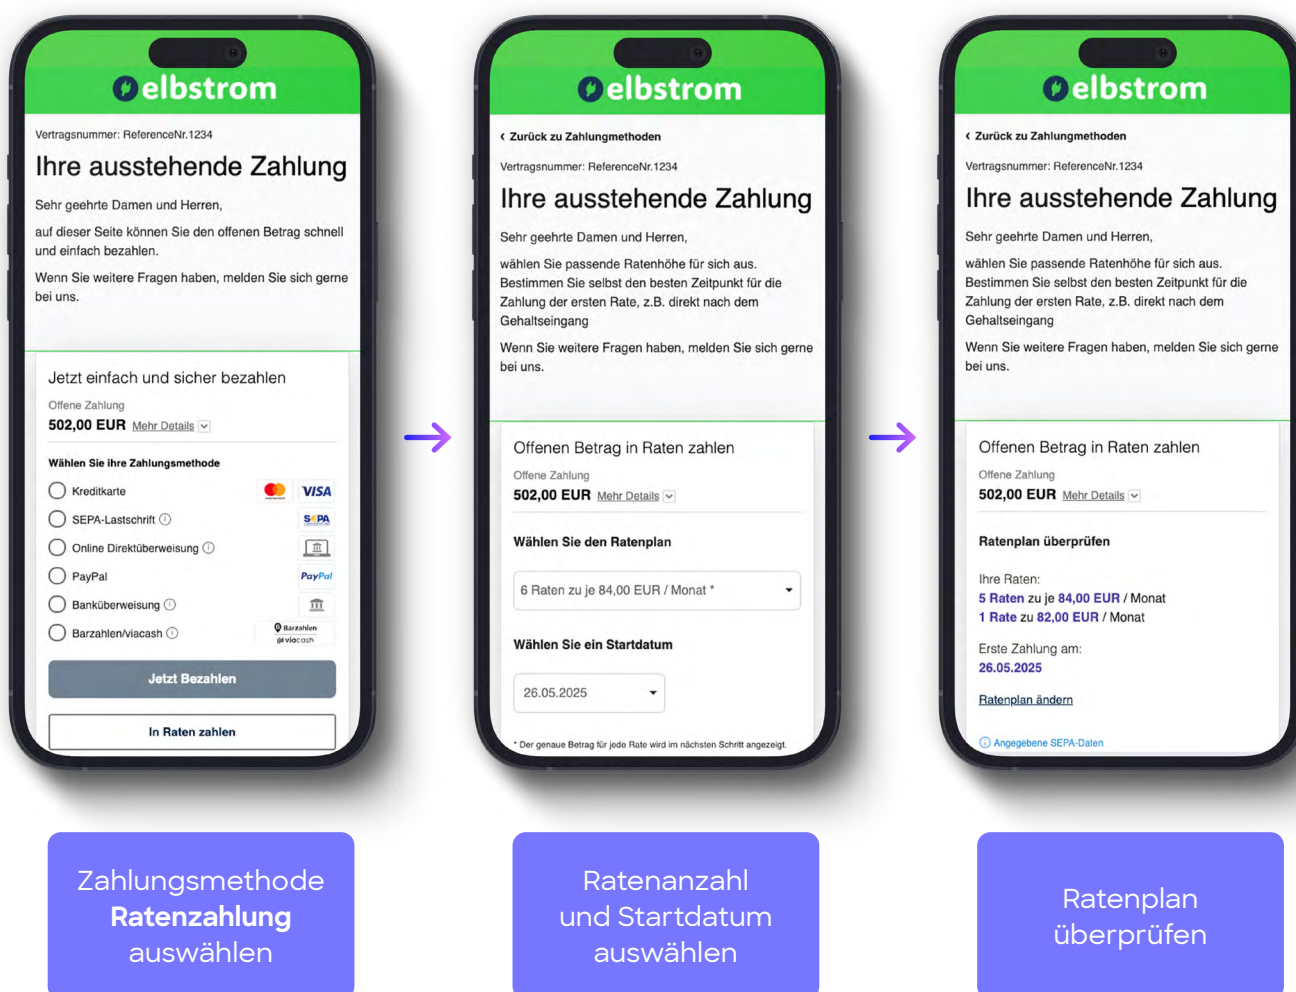 elbstrom
Vertragsnummer: ReferenceNr.1234
Ihre ausstehende Zahlung
Sehr geehrte Damen und Herren,
auf dieser Seite können Sie den offenen Betrag schnell
und einfach bezahlen.
Wenn Sie weitere Fragen haben, melden Sie sich gerne
bei uns.
Jetzt einfach und sicher bezahlen
Offene Zahlung
502,00 EUR Mehr Details
Wählen Sie ihre Zahlungsmethode
Kreditkarte VISA
SEPA-Lastschrift SEPA
Online Direktüberweisung
PayPal PayPal
Banküberweisung
Barzahlen/viacash Barzahlen
viacash
Jetzt Bezahlen
In Raten zahlen
Zahlungsmethode
Ratenzahlung
auswählen
elbstrom
‹ Zurück zu Zahlungmethoden
Vertragsnummer: ReferenceNr.1234
Ihre ausstehende Zahlung
Sehr geehrte Damen und Herren,
wählen Sie passende Ratenhöhe für sich aus.
Bestimmen Sie selbst den besten Zeitpunkt für die
Zahlung der ersten Rate, z.B. direkt nach dem
Gehaltseingang
Wenn Sie weitere Fragen haben, melden Sie sich gerne
bei uns.
Offenen Betrag in Raten zahlen
Offene Zahlung
502,00 EUR Mehr Details
Wählen Sie den Ratenplan
6 Raten zu je 84,00 EUR / Monat *
Wählen Sie ein Startdatum
26.05.2025
* Der genaue Betrag für jede Rate wird im nächsten Schritt angezeigt.
Ratenanzahl
und Startdatum
auswählen
elbstrom
‹ Zurück zu Zahlungmethoden
Vertragsnummer: ReferenceNr.1234
Ihre ausstehende Zahlung
Sehr geehrte Damen und Herren,
wählen Sie passende Ratenhöhe für sich aus.
Bestimmen Sie selbst den besten Zeitpunkt für die
Zahlung der ersten Rate, z.B. direkt nach dem
Gehaltseingang
Wenn Sie weitere Fragen haben, melden Sie sich gerne
bei uns.
Offenen Betrag in Raten zahlen
Offene Zahlung
502,00 EUR Mehr Details
Ratenplan überprüfen
Ihre Raten:
5 Raten zu je 84,00 EUR / Monat
1 Rate zu 82,00 EUR / Monat
Erste Zahlung am:
26.05.2025
Ratenplan ändern
Angegebene SEPA-Daten
Ratenplan
überprüfen